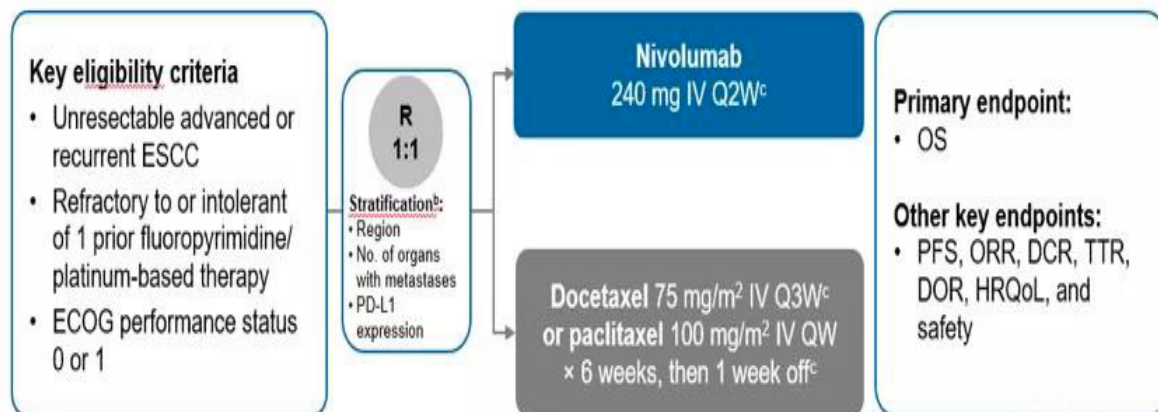 Key eligibility criteria
• Unresectable advanced or
recurrent ESCC
• Refractory to or intolerant
of 1 prior fluoropyrimidine/
platinum-based therapy
• ECOG performance status
0 or 1
R
1:1
Stratificationᵇ:
• Region
• No. of organs
with metastases
• PD-L1
expression
Nivolumab
240 mg IV Q2Wᶜ
Docetaxel 75 mg/m² IV Q3Wᶜ
or paclitaxel 100 mg/m² IV QW
× 6 weeks, then 1 week offᶜ
Primary endpoint:
• OS
Other key endpoints:
• PFS, ORR, DCR, TTR,
DOR, HRQoL, and
safety